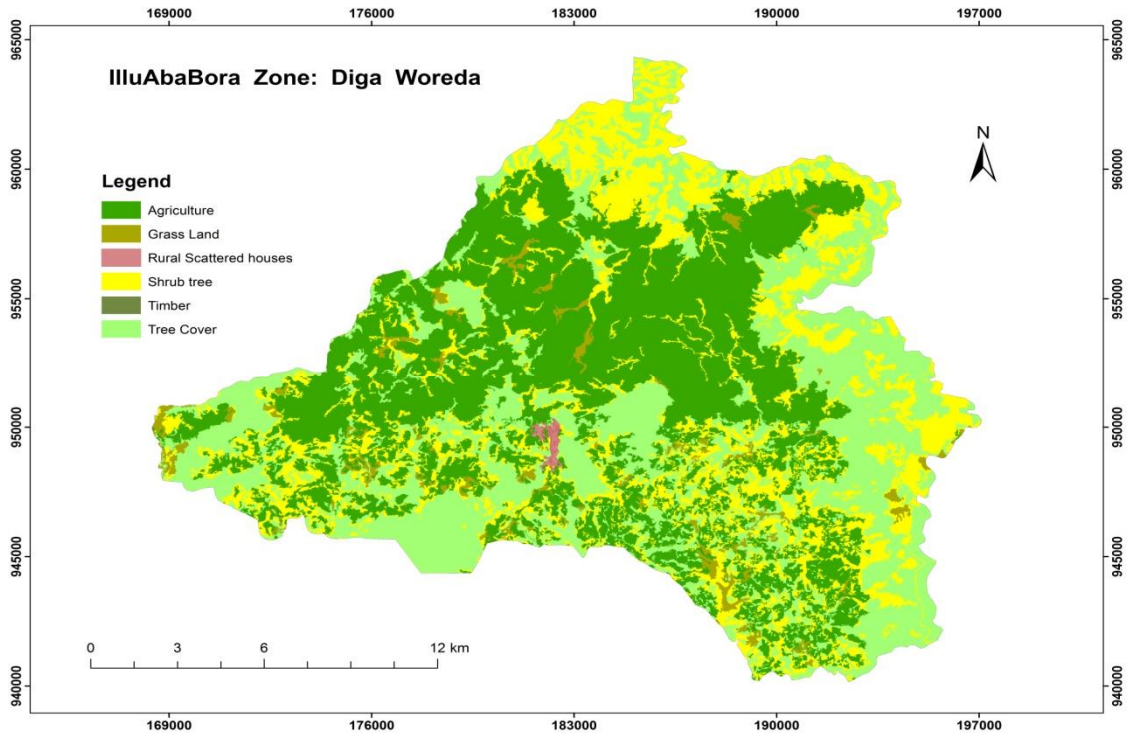 169000 176000 183000 190000 197000
965000 965000
IlluAbaBora Zone: Diga Woreda
N
960000 960000
Legend
Agriculture
Grass Land
Rural Scattered houses
Shrub tree
Timber
Tree Cover
955000 955000
950000 950000
945000 945000
0 3 6 12 km
940000 940000
169000 176000 183000 190000 197000